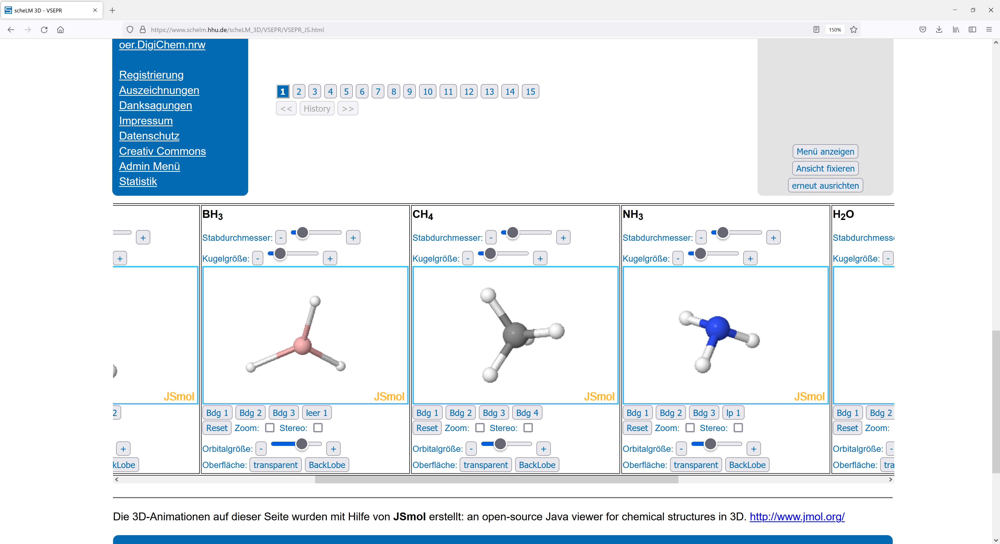 scheLM 3D - VSEPR
https://www.schelm.hhu.de/scheLM_3D/VSEPR/VSEPR_JS.html
150%
oer.DigiChem.nrw
Registrierung
Auszeichnungen
Danksagungen
Impressum
Datenschutz
Creativ Commons
Admin Menü
Statistik
1 2 3 4 5 6 7 8 9 10 11 12 13 14 15
<< History >>
Menü anzeigen
Ansicht fixieren
erneut ausrichten
+
+
JSmol
2
+
kLobe
BH3
Stabdurchmesser: - +
Kugelgröße: - +
JSmol
Bdg 1 Bdg 2 Bdg 3 leer 1
Reset Zoom: Stereo:
Orbitalgröße: - +
Oberfläche: transparent BackLobe
CH4
Stabdurchmesser: - +
Kugelgröße: - +
JSmol
Bdg 1 Bdg 2 Bdg 3 Bdg 4
Reset Zoom: Stereo:
Orbitalgröße: - +
Oberfläche: transparent BackLobe
NH3
Stabdurchmesser: - +
Kugelgröße: - +
JSmol
Bdg 1 Bdg 2 Bdg 3 lp 1
Reset Zoom: Stereo:
Orbitalgröße: - +
Oberfläche: transparent BackLobe
H2O
Stabdurchmess
Kugelgröße: -
Bdg 1 Bdg 2
Reset Zoom:
Orbitalgröße: -
Oberfläche: tra
Die 3D-Animationen auf dieser Seite wurden mit Hilfe von JSmol erstellt: an open-source Java viewer for chemical structures in 3D. http://www.jmol.org/